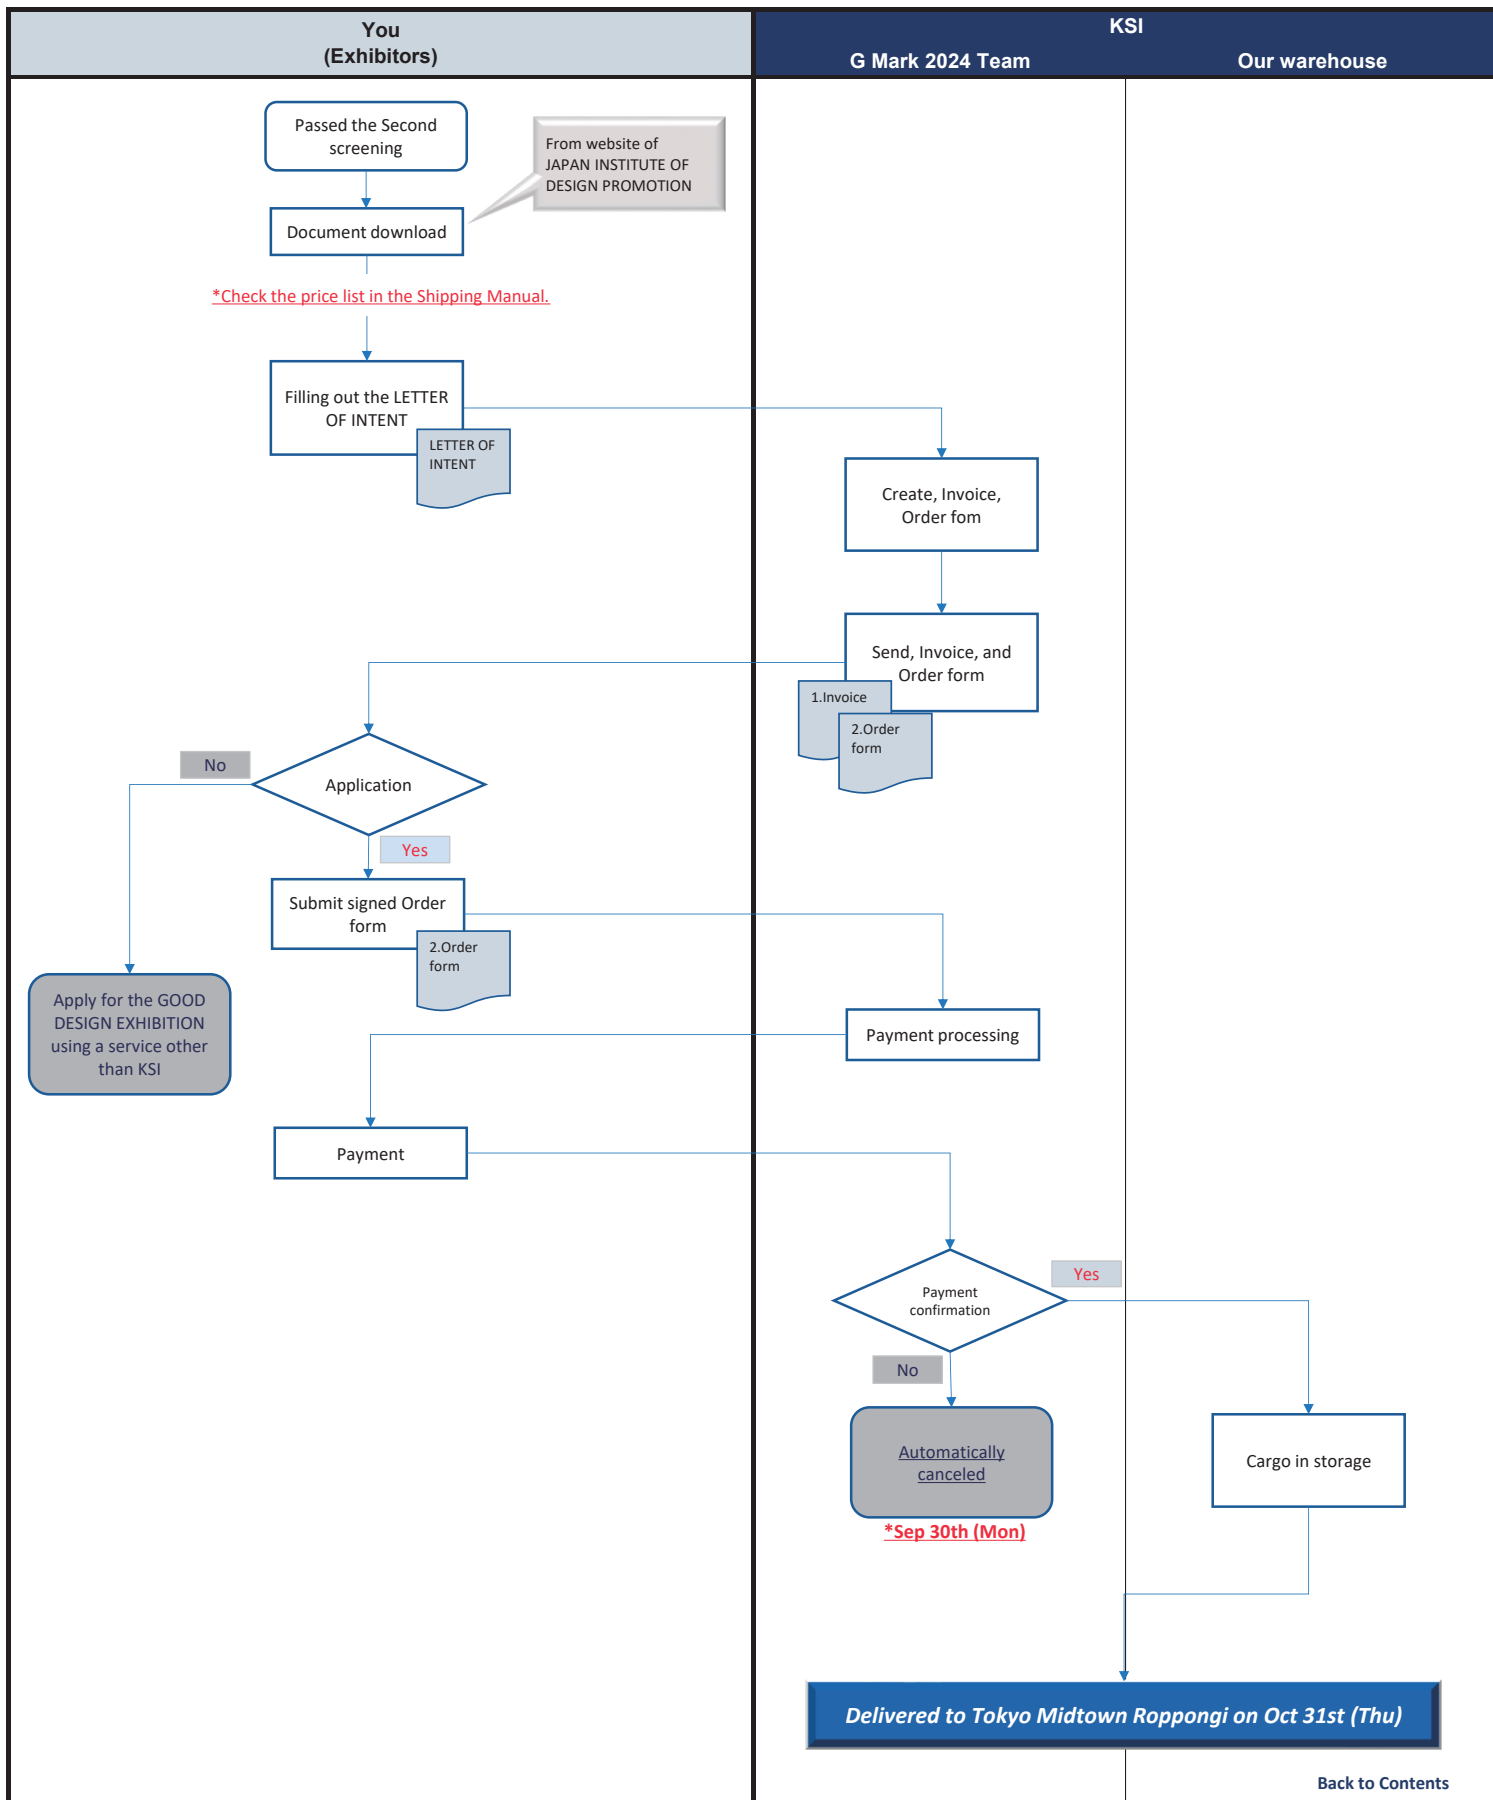 You
(Exhibitors)
KSI
G Mark 2024 Team
Our warehouse
Passed the Second
screening
From website of
JAPAN INSTITUTE OF
DESIGN PROMOTION
Document download
*Check the price list in the Shipping Manual.
Filling out the LETTER
OF INTENT
LETTER OF
INTENT
Create, Invoice,
Order fom
Send, Invoice, and
Order form
1.Invoice
2.Order
form
No
Application
Yes
Submit signed Order
form
2.Order
form
Apply for the GOOD
DESIGN EXHIBITION
using a service other
than KSI
Payment processing
Payment
Payment
confirmation
Yes
No
Automatically
canceled
*Sep 30th (Mon)
Cargo in storage
Delivered to Tokyo Midtown Roppongi on Oct 31st (Thu)
Back to Contents